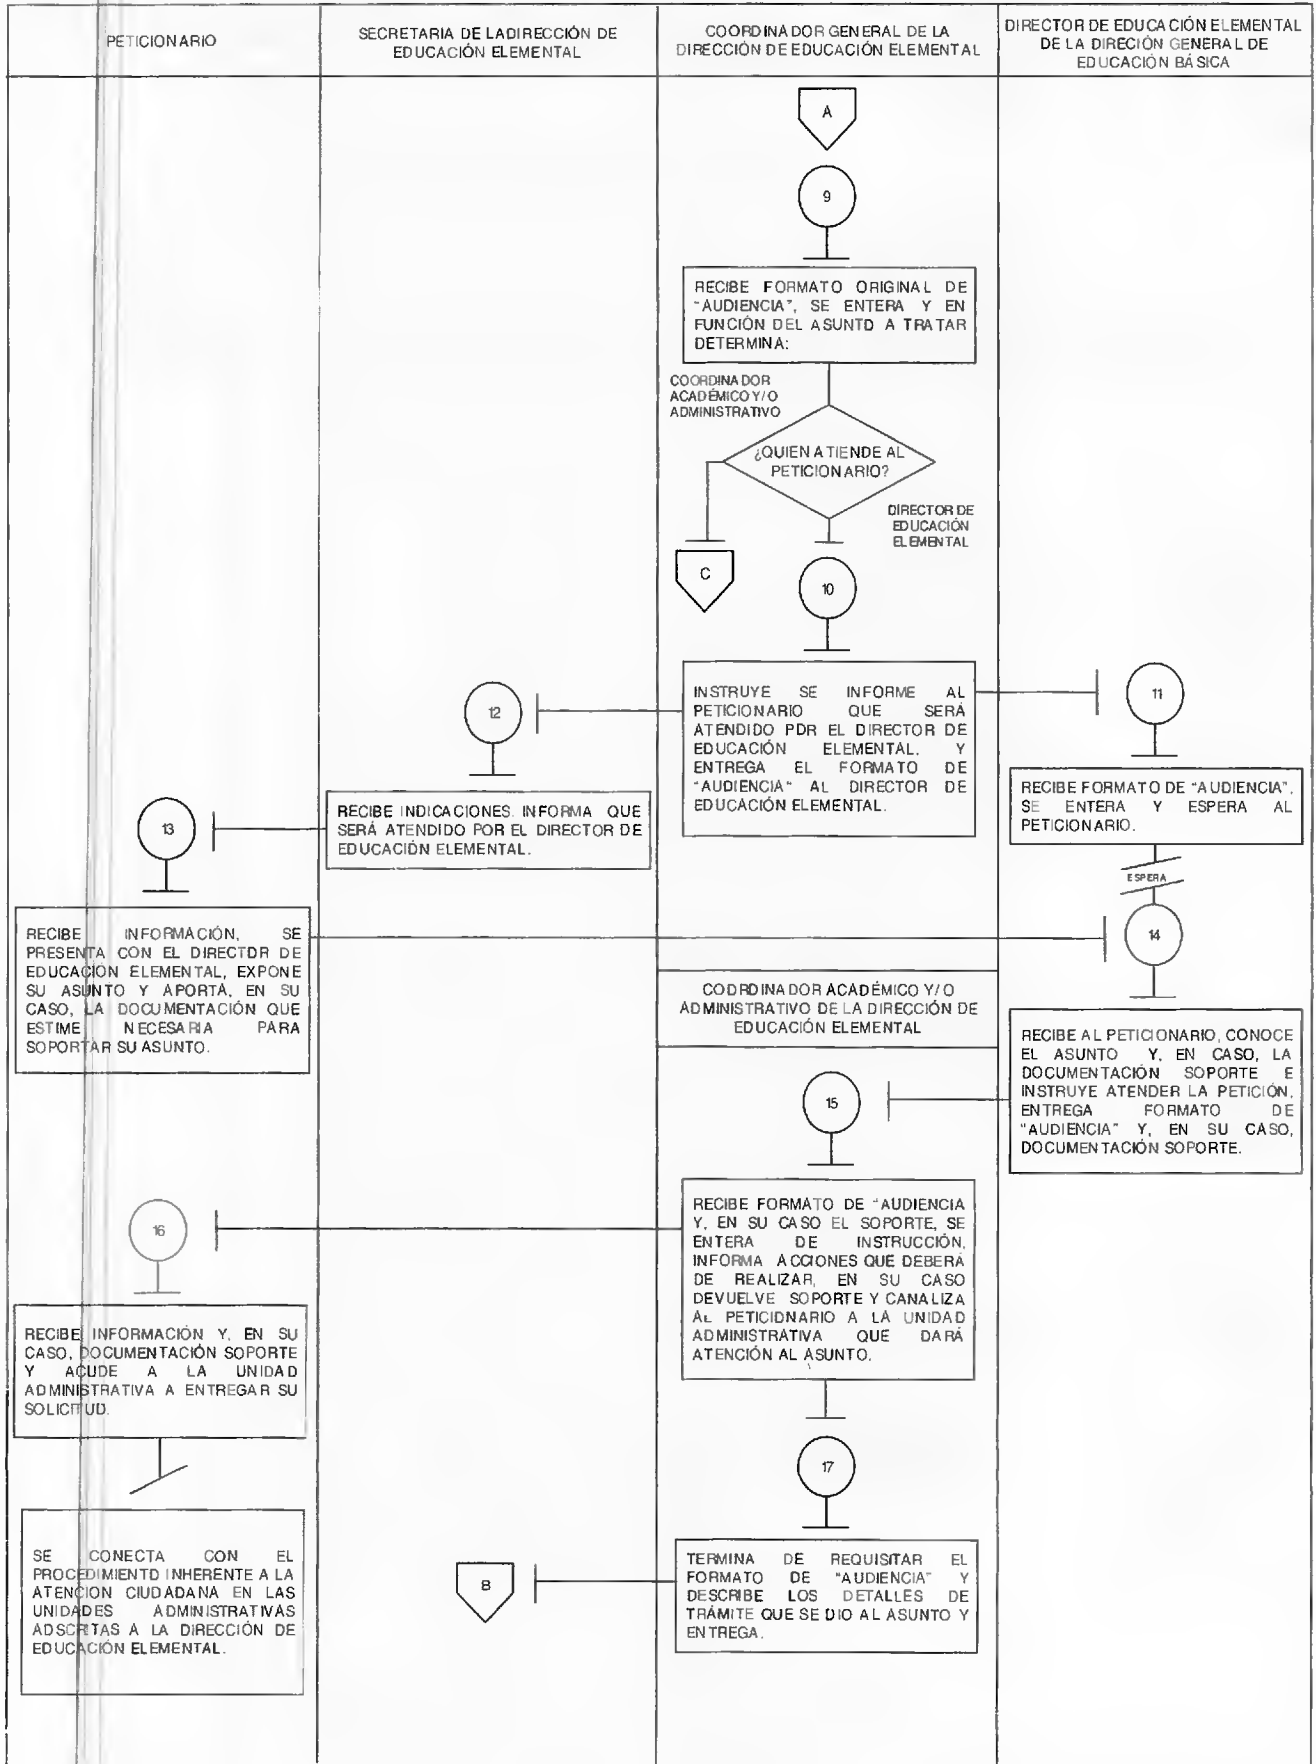 PETICIONARIO
SECRETARIA DE LADIRECCIÓN DE
EDUCACIÓN ELEMENTAL
COORDINADOR GENERAL DE LA
DIRECCIÓN DE EDUCACIÓN ELEMENTAL
DIRECTOR DE EDUCACIÓN ELEMENTAL
DE LA DIRECIÓN GENERAL DE
EDUCACIÓN BÁSICA
A
9
RECIBE FORMATO ORIGINAL DE
"AUDIENCIA", SE ENTERA Y EN
FUNCIÓN DEL ASUNTO A TRATAR
DETERMINA:
COORDINADOR
ACADÉMICO Y/O
ADMINISTRATIVO
¿QUIEN ATIENDE AL
PETICIONARIO?
DIRECTOR DE
EDUCACIÓN
ELEMENTAL
C
10
INSTRUYE SE INFORME AL
PETICIONARIO QUE SERÁ
ATENDIDO POR EL DIRECTOR DE
EDUCACIÓN ELEMENTAL. Y
ENTREGA EL FORMATO DE
"AUDIENCIA" AL DIRECTOR DE
EDUCACIÓN ELEMENTAL.
11
RECIBE FORMATO DE "AUDIENCIA".
SE ENTERA Y ESPERA AL
PETICIONARIO.
ESPERA
12
RECIBE INDICACIONES. INFORMA QUE
SERÁ ATENDIDO POR EL DIRECTOR DE
EDUCACIÓN ELEMENTAL.
13
RECIBE INFORMACIÓN, SE
PRESENTA CON EL DIRECTOR DE
EDUCACIÓN ELEMENTAL, EXPONE
SU ASUNTO Y APORTA, EN SU
CASO, LA DOCUMENTACIÓN QUE
ESTIME NECESARIA PARA
SOPORTAR SU ASUNTO.
14
RECIBE AL PETICIONARIO, CONOCE
EL ASUNTO Y, EN CASO, LA
DOCUMENTACIÓN SOPORTE E
INSTRUYE ATENDER LA PETICIÓN,
ENTREGA FORMATO DE
"AUDIENCIA" Y, EN SU CASO,
DOCUMENTACIÓN SOPORTE.
COORDINADOR ACADÉMICO Y/O
ADMINISTRATIVO DE LA DIRECCIÓN DE
EDUCACIÓN ELEMENTAL
15
RECIBE FORMATO DE "AUDIENCIA
Y, EN SU CASO EL SOPORTE, SE
ENTERA DE INSTRUCCIÓN,
INFORMA ACCIONES QUE DEBERÁ
DE REALIZAR, EN SU CASO
DEVUELVE SOPORTE Y CANALIZA
AL PETICIONARIO A LA UNIDAD
ADMINISTRATIVA QUE DARÁ
ATENCIÓN AL ASUNTO.
16
RECIBE INFORMACIÓN Y, EN SU
CASO, DOCUMENTACIÓN SOPORTE
Y ACUDE A LA UNIDAD
ADMINISTRATIVA A ENTREGAR SU
SOLICITUD.
SE CONECTA CON EL
PROCEDIMIENTO INHERENTE A LA
ATENCION CIUDADANA EN LAS
UNIDADES ADMINISTRATIVAS
ADSCRITAS A LA DIRECCIÓN DE
EDUCACIÓN ELEMENTAL.
17
TERMINA DE REQUISITAR EL
FORMATO DE "AUDIENCIA" Y
DESCRIBE LOS DETALLES DE
TRÁMITE QUE SE DIO AL ASUNTO Y
ENTREGA.
B